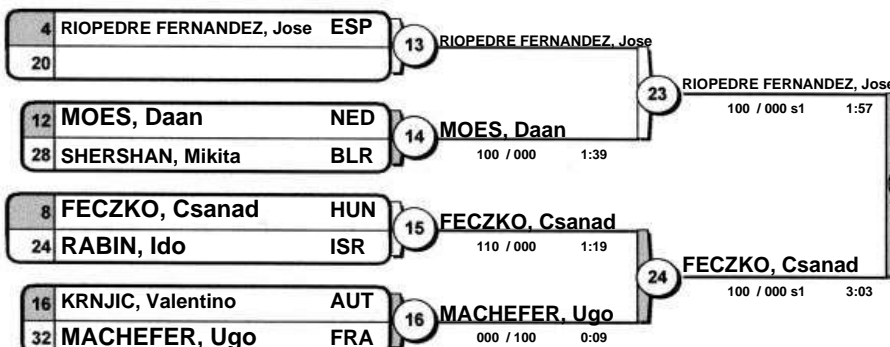 4 RIOPEDRE FERNANDEZ, Jose ESP
20
13
RIOPEDRE FERNANDEZ, Jose
12 MOES, Daan NED
28 SHERSHAN, Mikita BLR
14
MOES, Daan
100 / 000 1:39
23
RIOPEDRE FERNANDEZ, Jose
100 / 000 s1 1:57
8 FECZKO, Csanad HUN
24 RABIN, Ido ISR
15
FECZKO, Csanad
110 / 000 1:19
16 KRNJIC, Valentino AUT
32 MACHEFER, Ugo FRA
16
MACHEFER, Ugo
000 / 100 0:09
24
FECZKO, Csanad
100 / 000 s1 3:03